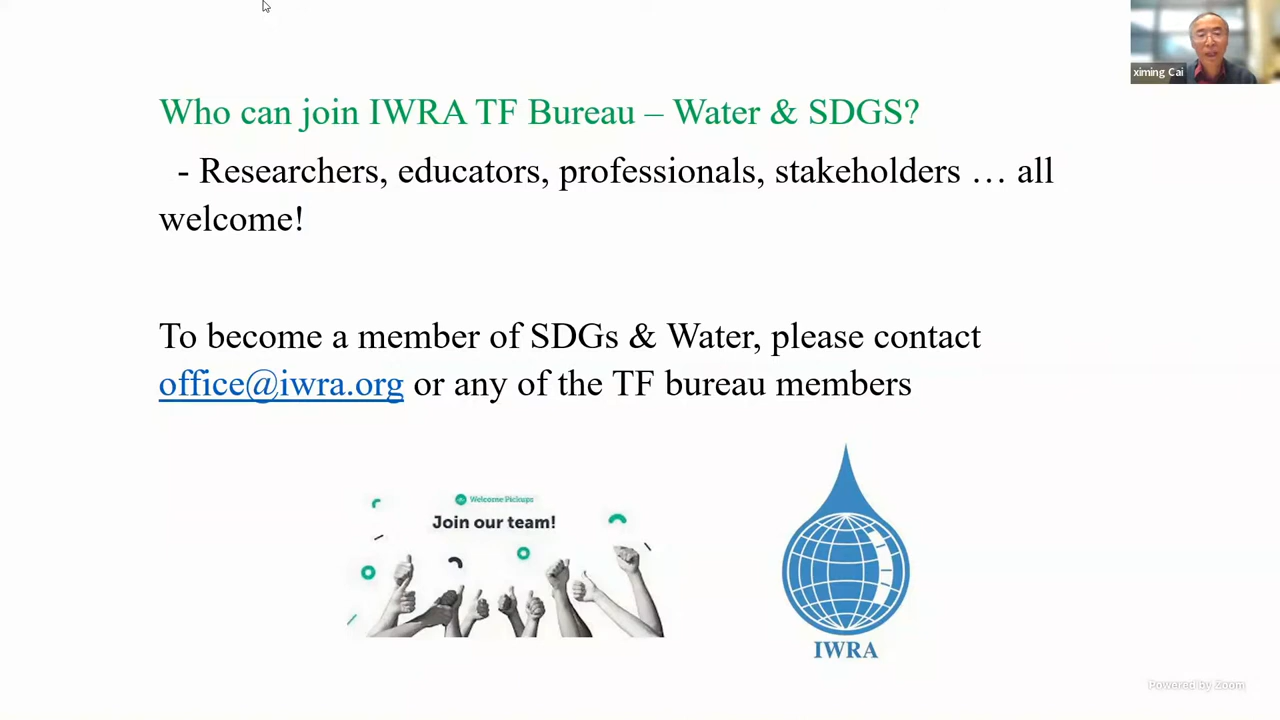 ximing Cai
Who can join IWRA TF Bureau – Water & SDGS?
- Researchers, educators, professionals, stakeholders … all
welcome!
To become a member of SDGs & Water, please contact
office@iwra.org or any of the TF bureau members
Welcome Pickups
Join our team!
IWRA
Powered by Zoom